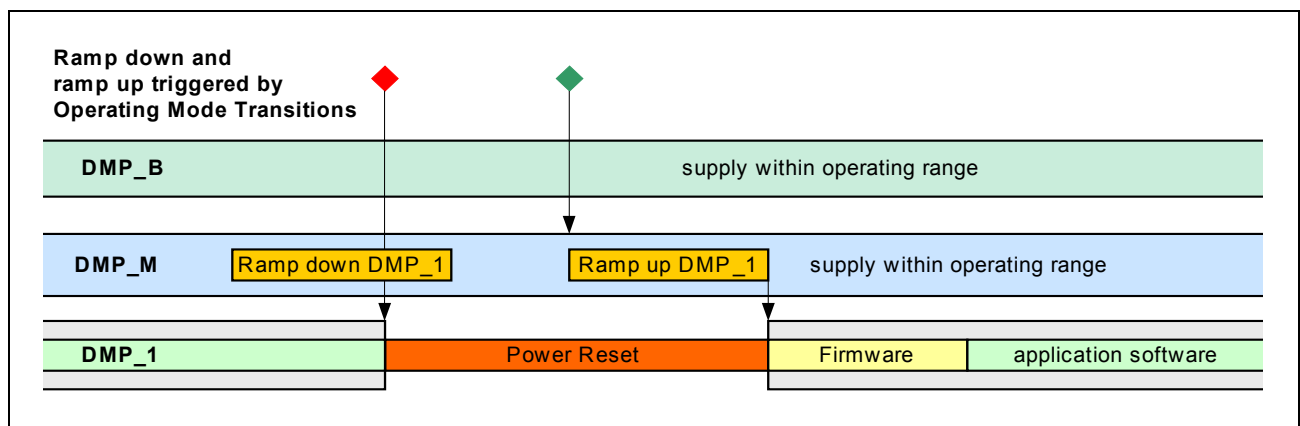 Ramp down and
ramp up triggered by
Operating Mode Transitions
DMP_B supply within operating range
DMP_M Ramp down DMP_1 Ramp up DMP_1 supply within operating range
DMP_1 Power Reset Firmware application software